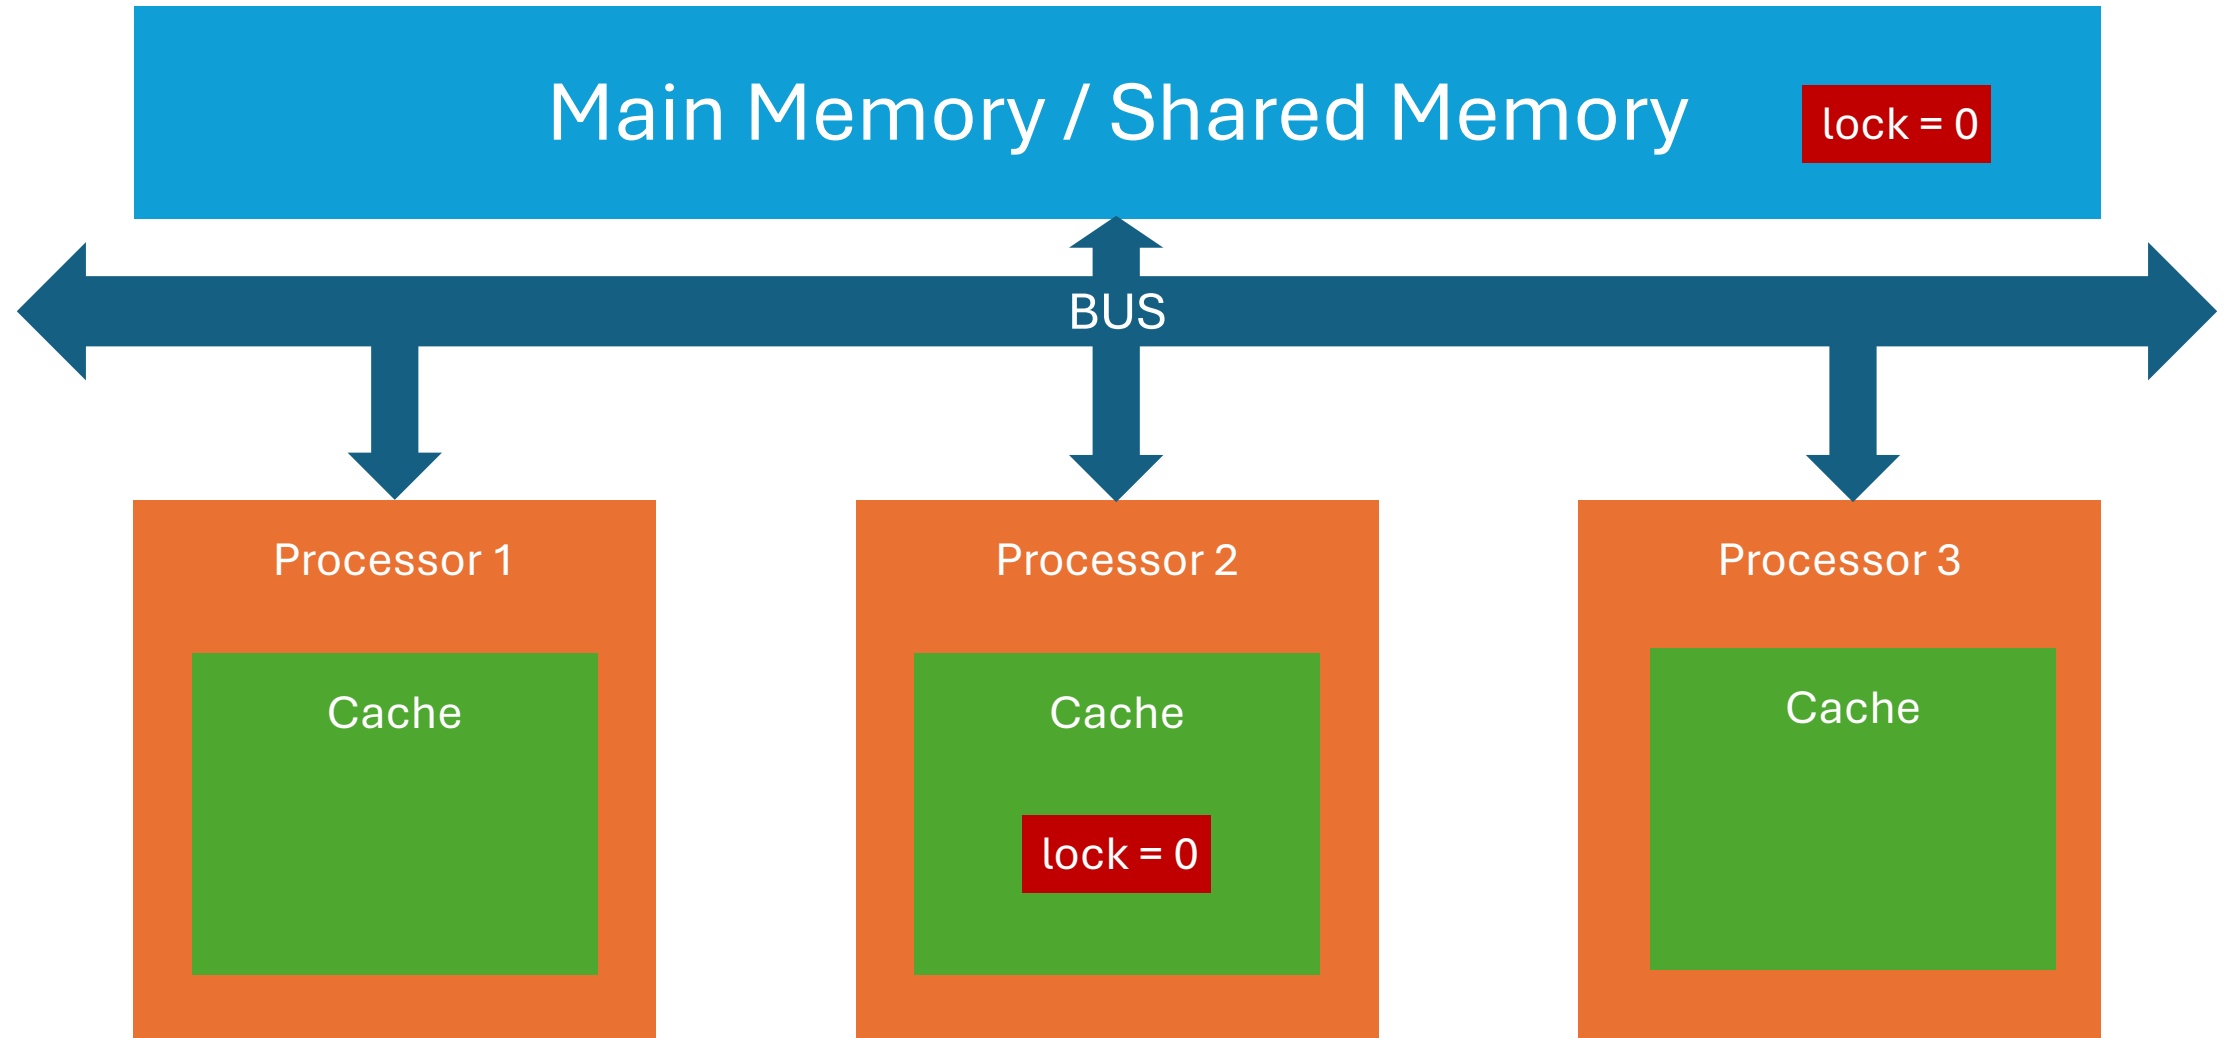 Main Memory / Shared Memory
lock = 0
BUS
Processor 1
Processor 2
Processor 3
Cache
Cache
Cache
lock = 0